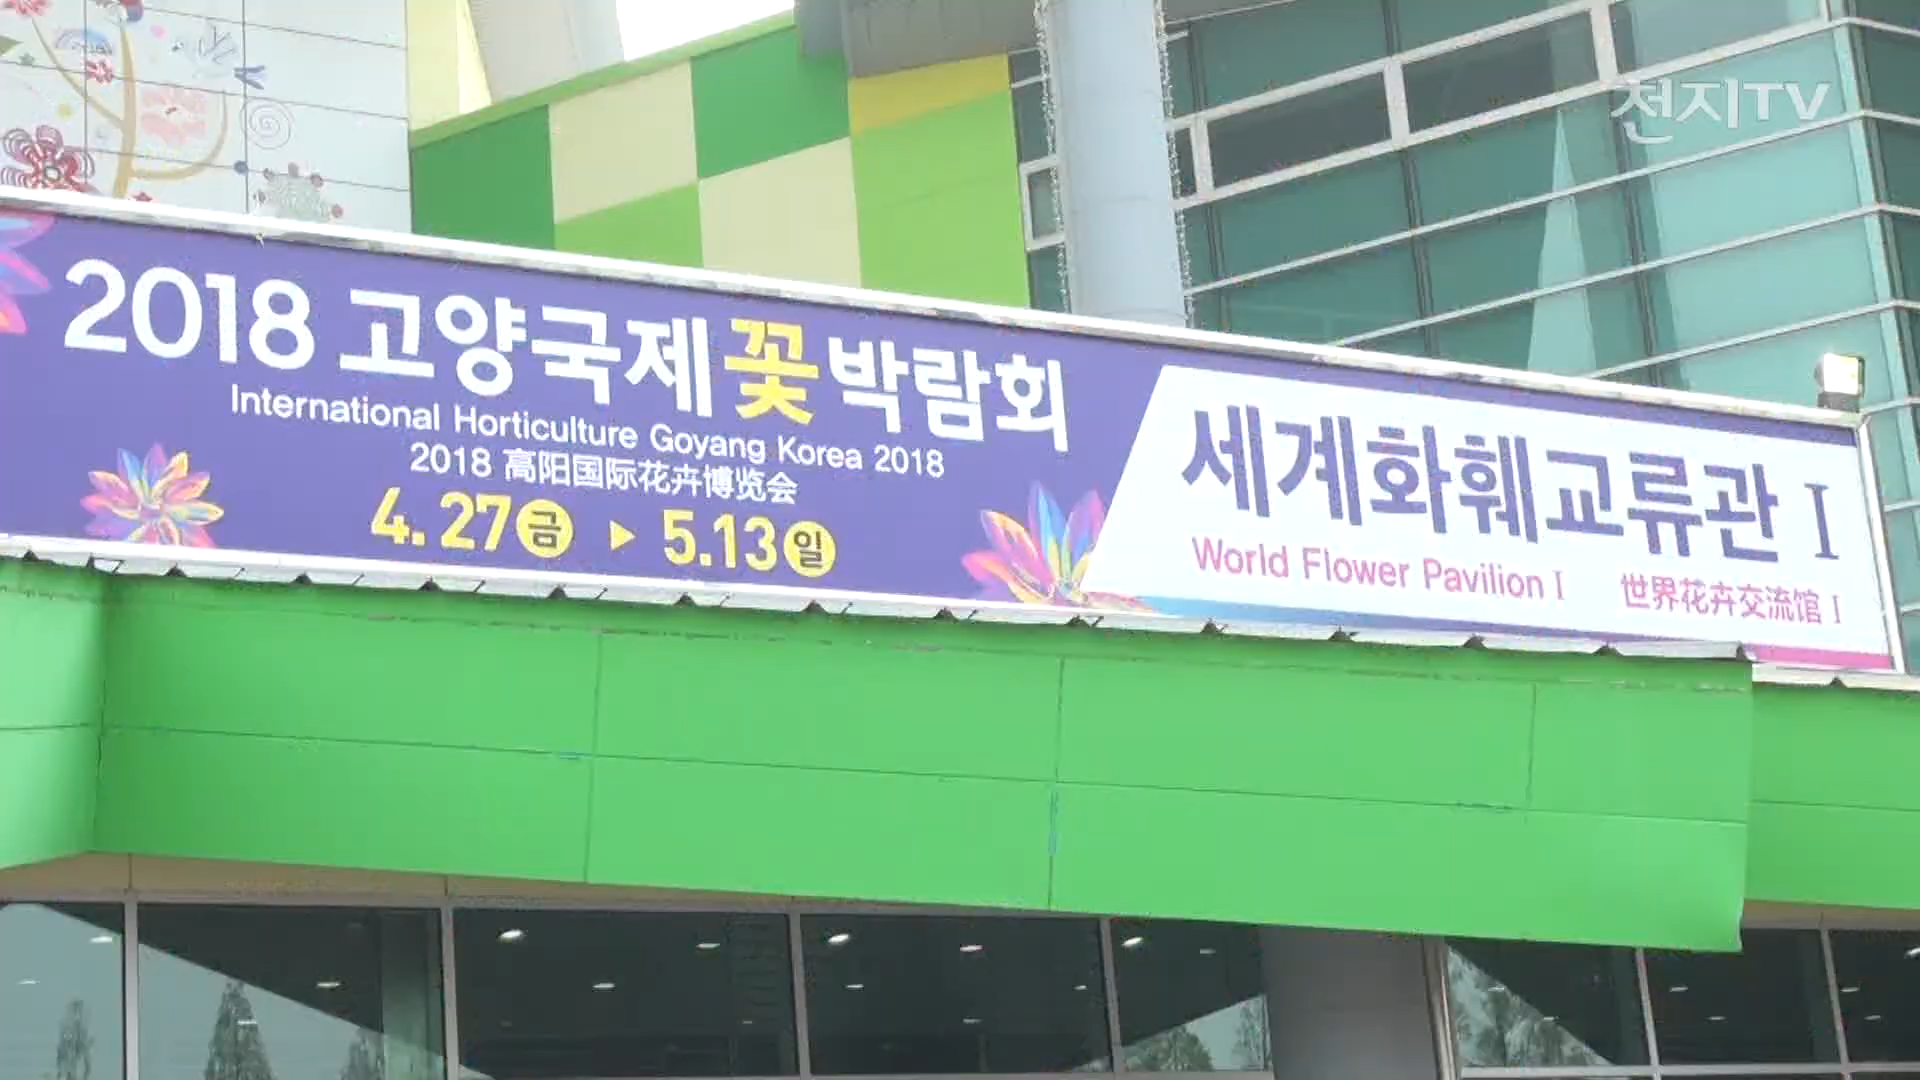 전지TV
2018 고양국제꽃박람회
International Horticulture Goyang Korea 2018
2018 高阳国际花卉博览会
4. 27 금 ▶ 5.13 일
세계화훼교류관 Ⅰ
World Flower Pavilion Ⅰ
世界花卉交流馆 Ⅰ